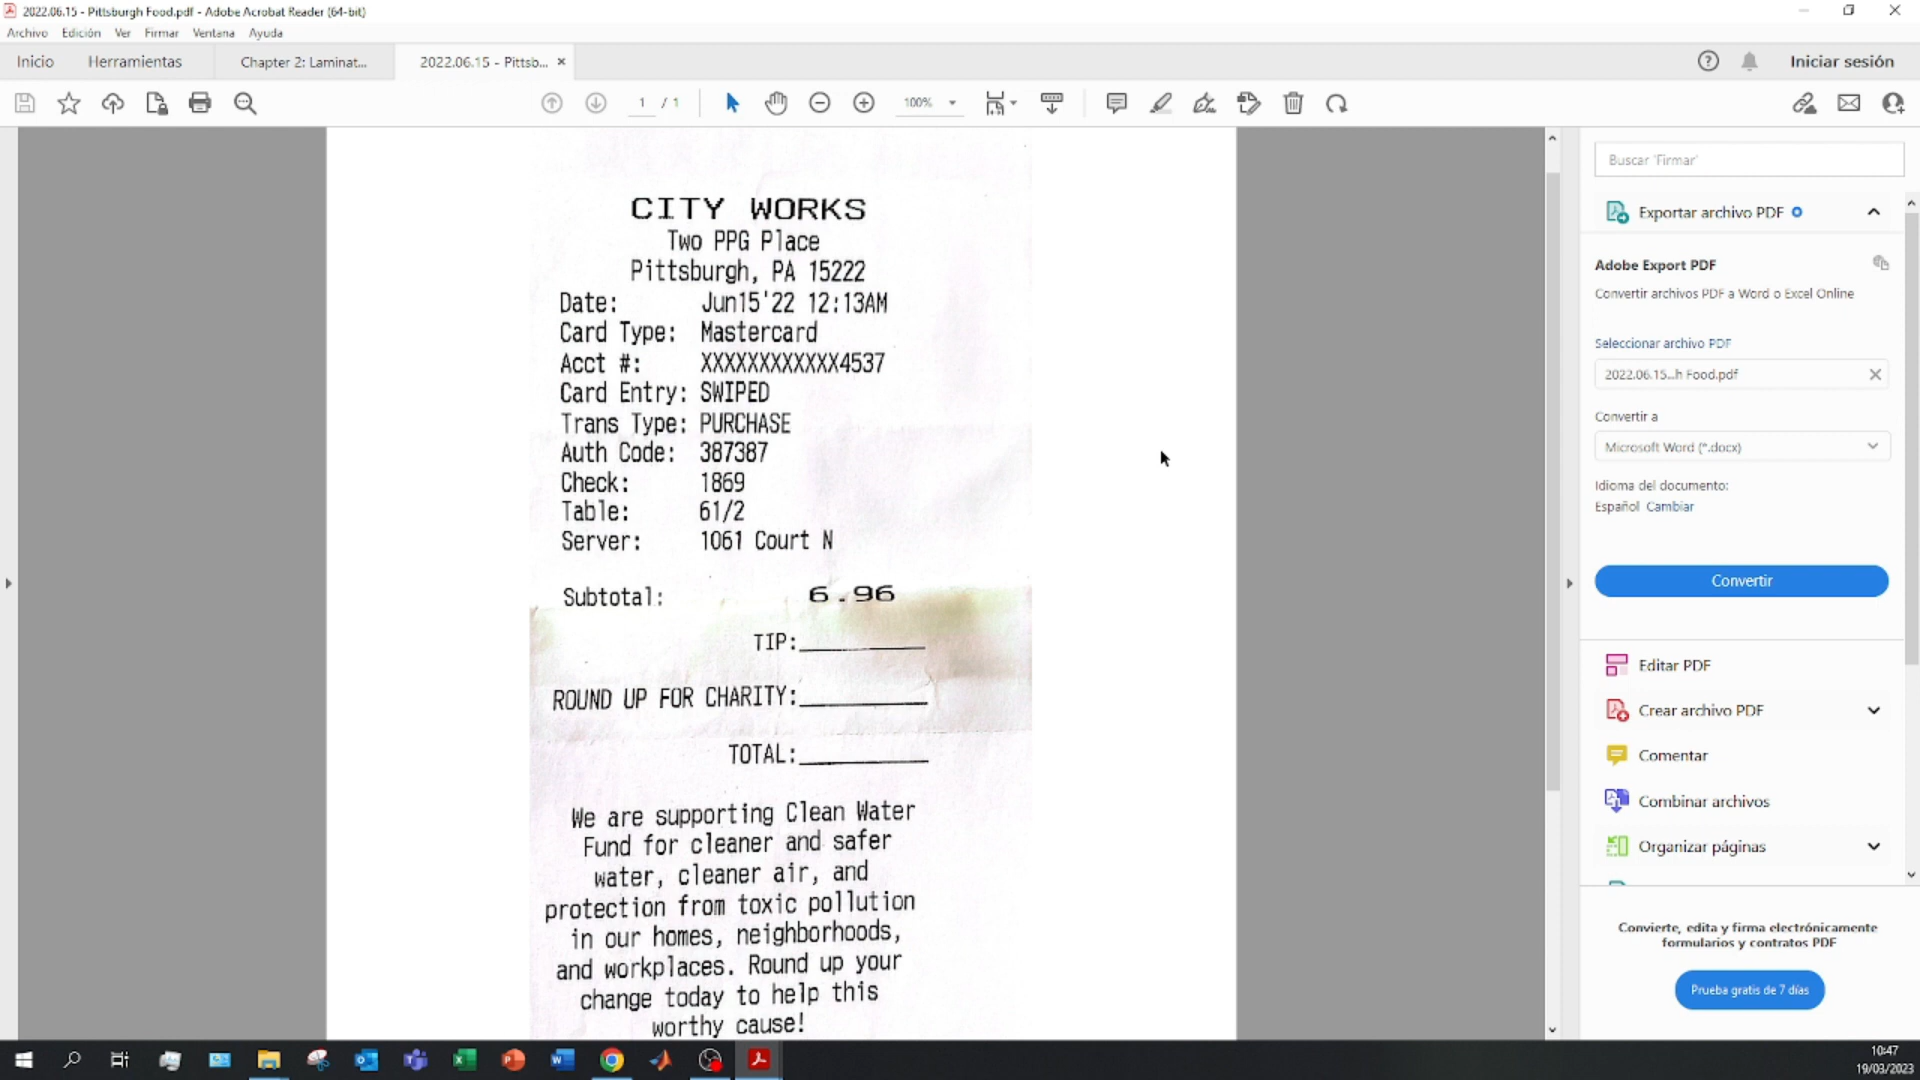 2022.06.15 - Pittsburgh Food.pdf - Adobe Acrobat Reader (64-bit)
Archivo Edición Ver Firmar Ventana Ayuda
Inicio Herramientas Chapter 2: Laminat... 2022.06.15 - Pittsb... × Iniciar sesión
1 / 1 100%
CITY WORKS
Two PPG Place
Pittsburgh, PA 15222
Date: Jun15'22 12:13AM
Card Type: Mastercard
Acct #: XXXXXXXXXXXX4537
Card Entry: SWIPED
Trans Type: PURCHASE
Auth Code: 387387
Check: 1869
Table: 61/2
Server: 1061 Court N
Subtotal: 6.96
TIP:
ROUND UP FOR CHARITY:
TOTAL:
We are supporting Clean Water
Fund for cleaner and safer
water, cleaner air, and
protection from toxic pollution
in our homes, neighborhoods,
and workplaces. Round up your
change today to help this
worthy cause!
Buscar 'Firmar'
Exportar archivo PDF
Adobe Export PDF
Convertir archivos PDF a Word o Excel Online
Seleccionar archivo PDF
2022.06.15...h Food.pdf
Convertir a
Microsoft Word (*.docx)
Idioma del documento:
Español Cambiar
Convertir
Editar PDF
Crear archivo PDF
Comentar
Combinar archivos
Organizar páginas
Convierte, edita y firma electrónicamente
formularios y contratos PDF
Prueba gratis de 7 días
10:47
19/03/2023